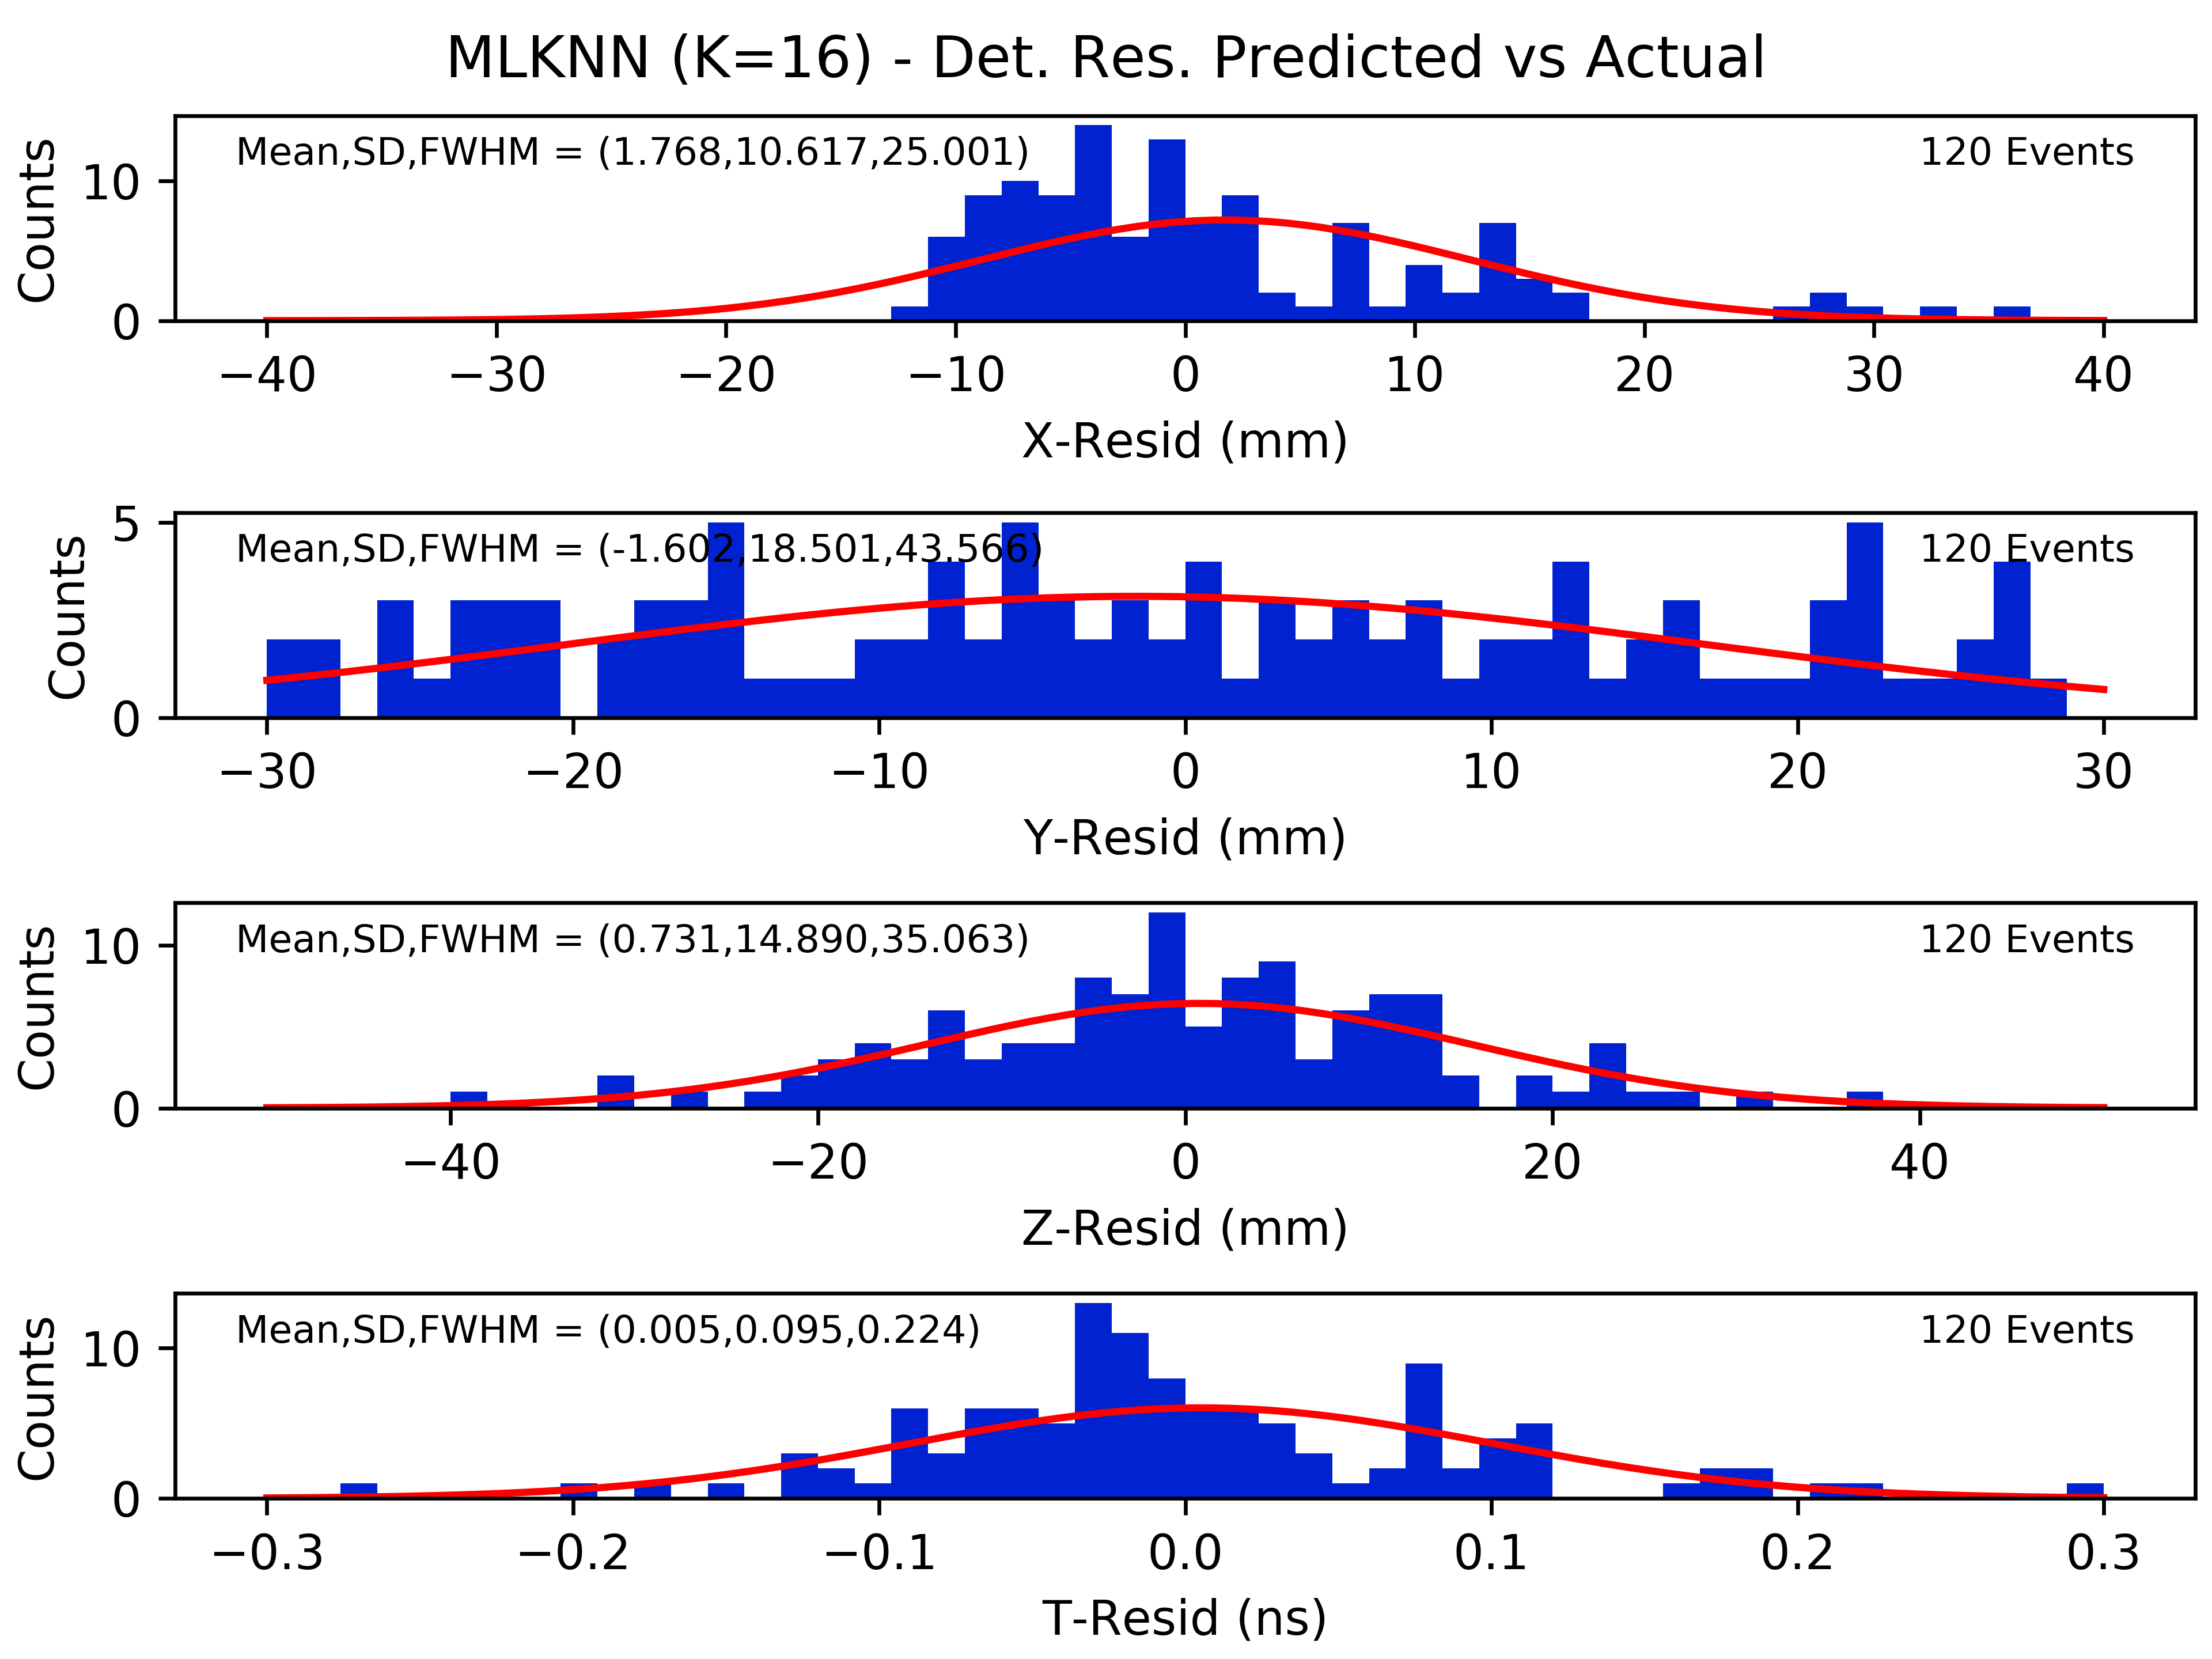 MLKNN (K=16) - Det. Res. Predicted vs Actual
Mean,SD,FWHM = (1.768,10.617,25.001)
120 Events
Counts
10
0
−40 −30 −20 −10 0 10 20 30 40
X-Resid (mm)
Mean,SD,FWHM = (-1.602,18.501,43.566)
120 Events
Counts
5
0
−30 −20 −10 0 10 20 30
Y-Resid (mm)
Mean,SD,FWHM = (0.731,14.890,35.063)
120 Events
Counts
10
0
−40 −20 0 20 40
Z-Resid (mm)
Mean,SD,FWHM = (0.005,0.095,0.224)
120 Events
Counts
10
0
−0.3 −0.2 −0.1 0.0 0.1 0.2 0.3
T-Resid (ns)